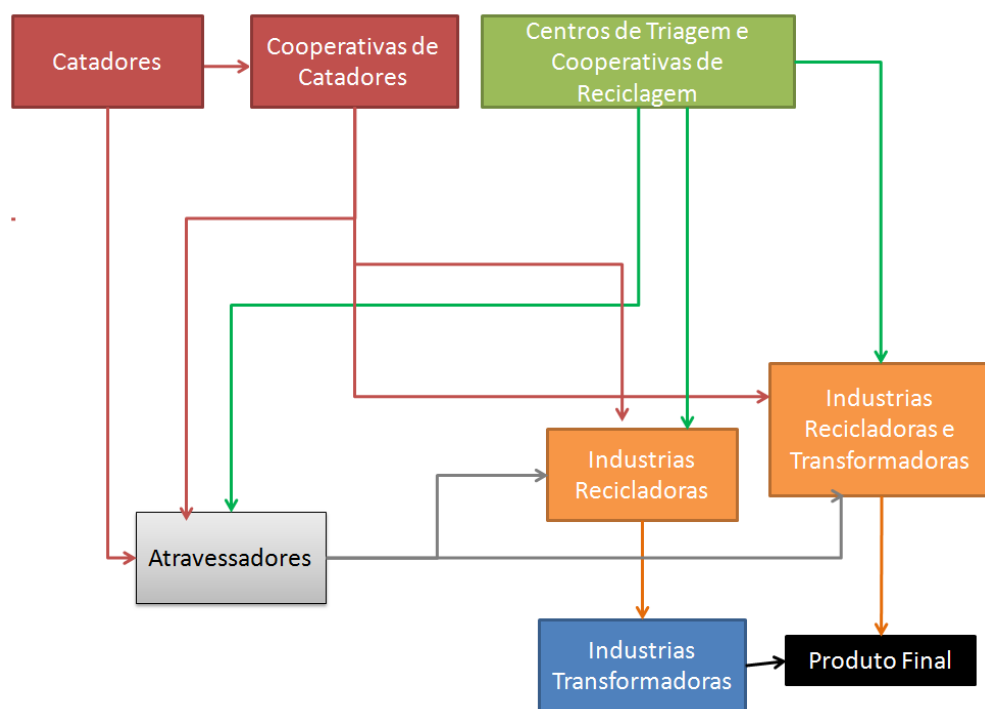 Catadores
Cooperativas de
Catadores
Centros de Triagem e
Cooperativas de
Reciclagem
Industrias
Recicladoras e
Transformadoras
Industrias
Recicladoras
Atravessadores
Industrias
Transformadoras
Produto Final